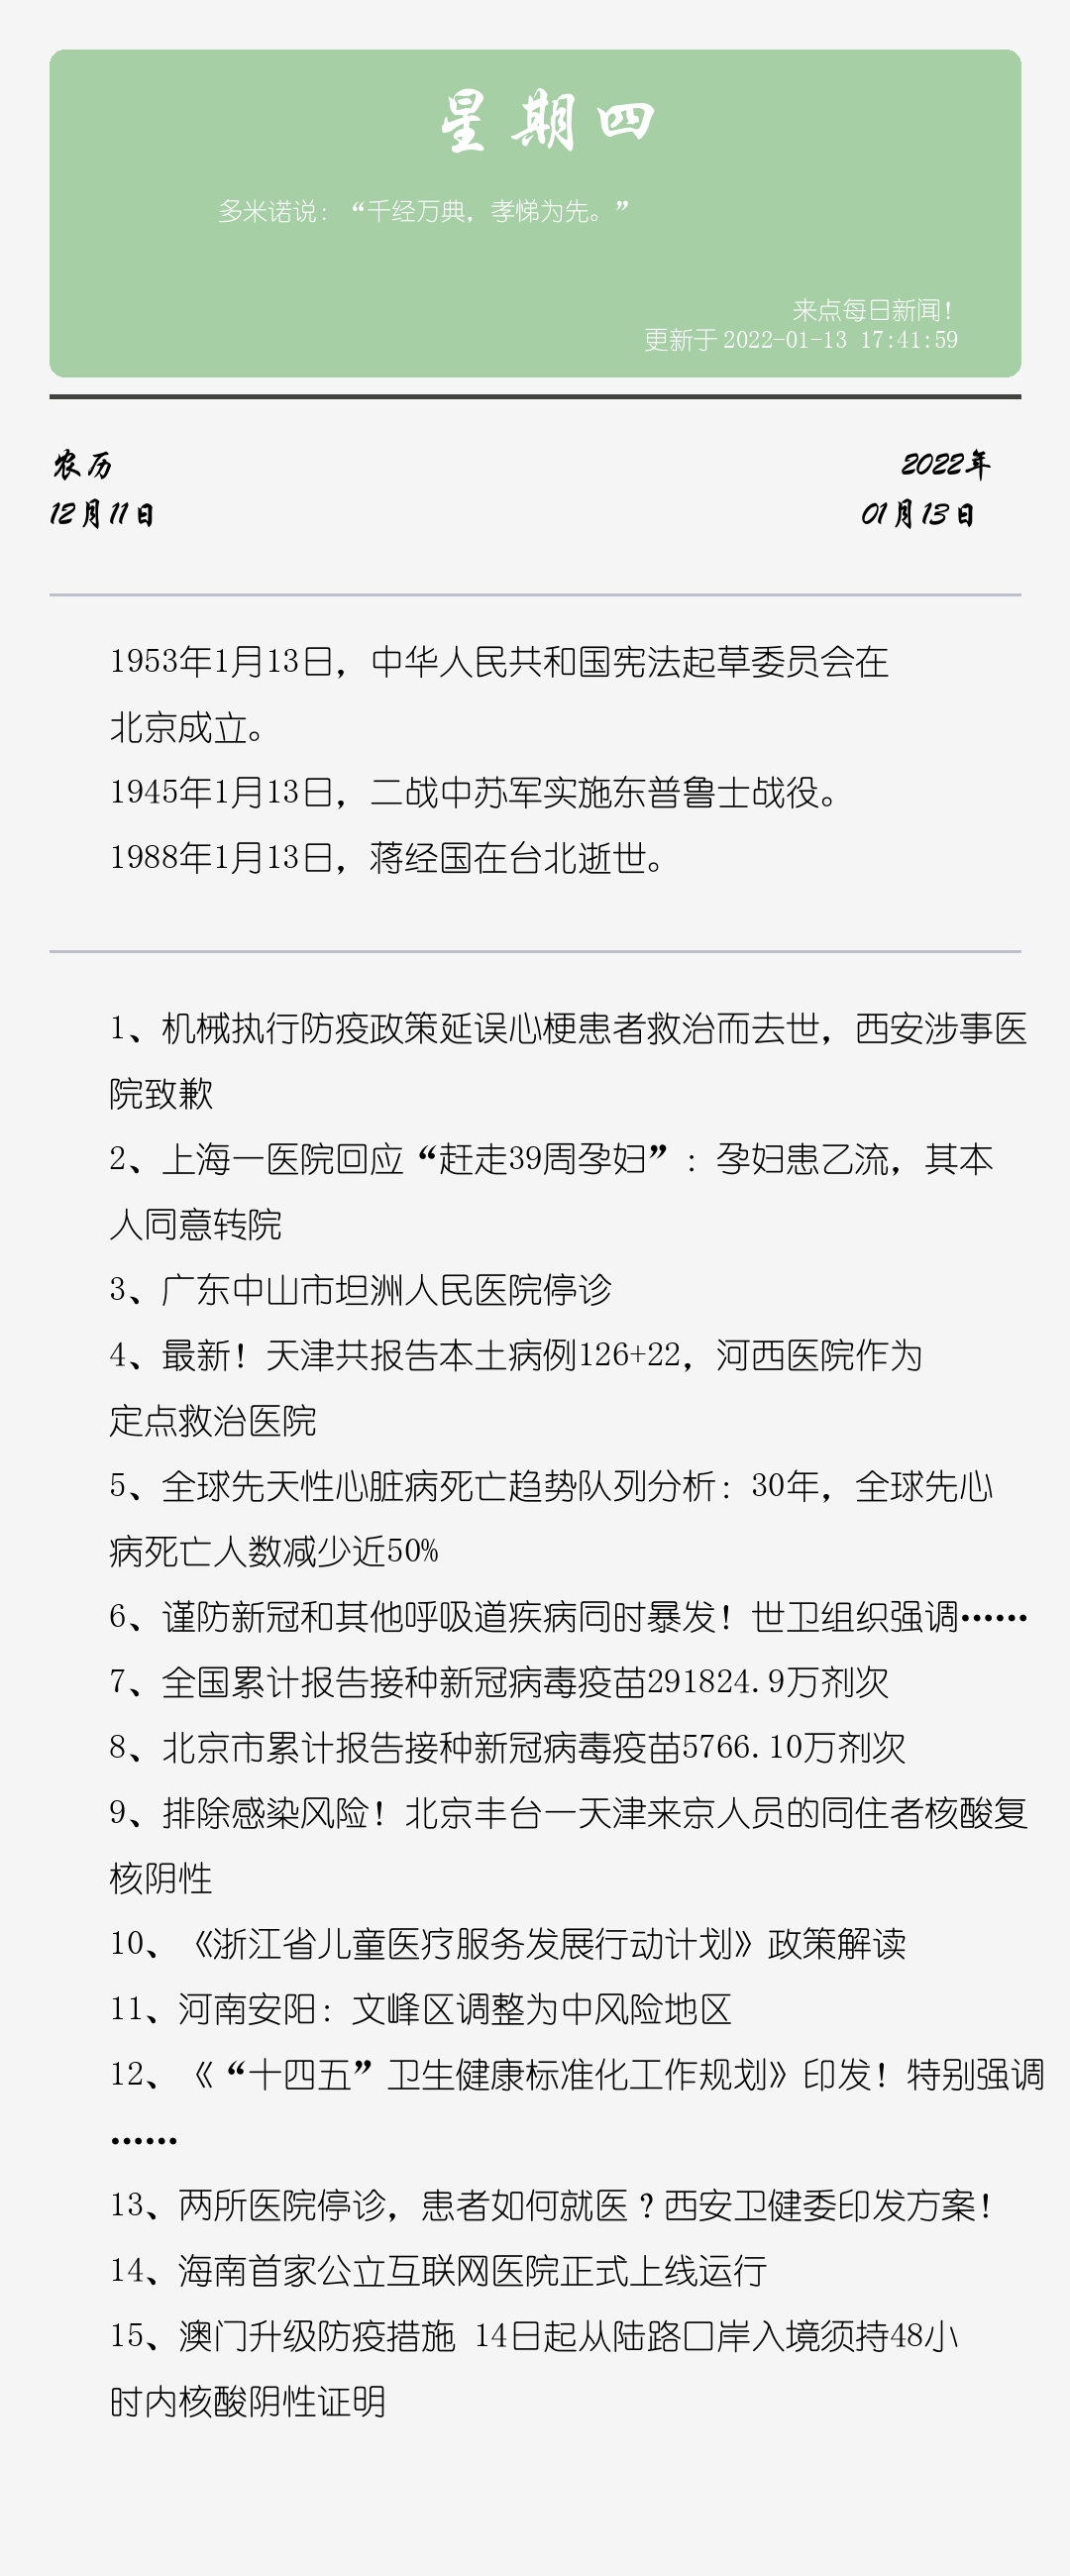 星期四
多米诺说：“千经万典，孝悌为先。”
来点每日新闻！
更新于2022-01-13 17:41:59
农历
12月11日
2022年
01月13日
1953年1月13日，中华人民共和国宪法起草委员会在
北京成立。
1945年1月13日，二战中苏军实施东普鲁士战役。
1988年1月13日，蒋经国在台北逝世。
1、机械执行防疫政策延误心梗患者救治而去世，西安涉事医
院致歉
2、上海一医院回应“赶走39周孕妇”：孕妇患乙流，其本
人同意转院
3、广东中山市坦洲人民医院停诊
4、最新！天津共报告本土病例126+22，河西医院作为
定点救治医院
5、全球先天性心脏病死亡趋势队列分析：30年，全球先心
病死亡人数减少近50%
6、谨防新冠和其他呼吸道疾病同时暴发！世卫组织强调……
7、全国累计报告接种新冠病毒疫苗291824.9万剂次
8、北京市累计报告接种新冠病毒疫苗5766.10万剂次
9、排除感染风险！北京丰台一天津来京人员的同住者核酸复
核阴性
10、《浙江省儿童医疗服务发展行动计划》政策解读
11、河南安阳：文峰区调整为中风险地区
12、《“十四五”卫生健康标准化工作规划》印发！特别强调
……
13、两所医院停诊，患者如何就医？西安卫健委印发方案！
14、海南首家公立互联网医院正式上线运行
15、澳门升级防疫措施 14日起从陆路口岸入境须持48小
时内核酸阴性证明